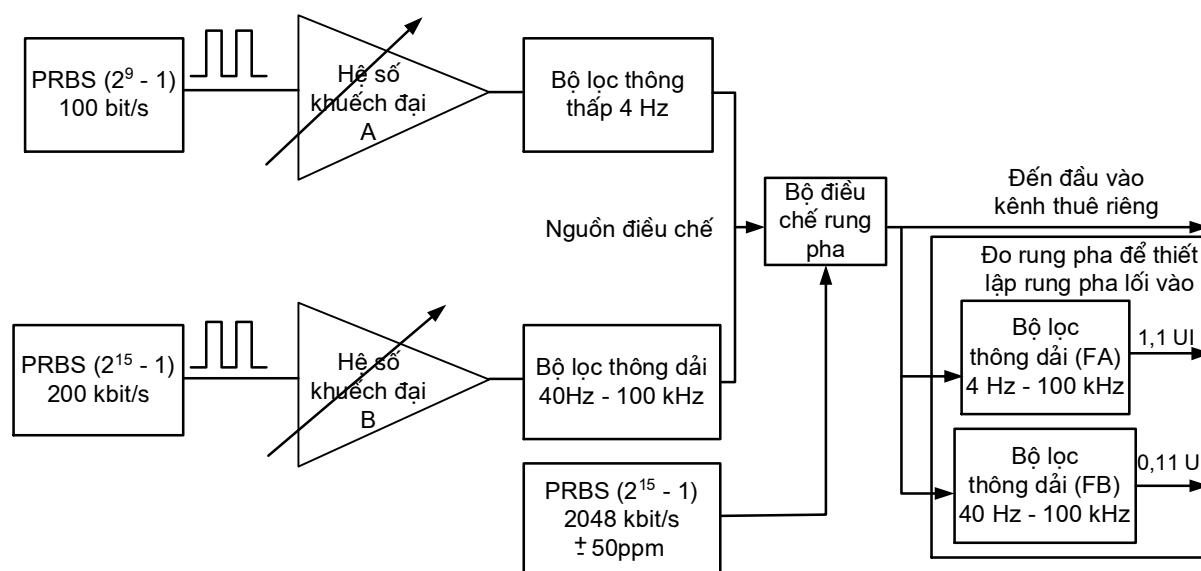 PRBS (2⁹ - 1)
100 bit/s
Hệ số
khuếch đại
A
Bộ lọc thông
thấp 4 Hz
Nguồn điều chế
Bộ điều
chế rung
pha
Đến đầu vào
kênh thuê riêng
Đo rung pha để thiết
lập rung pha lối vào
Bộ lọc
thông dải (FA)
4 Hz - 100 kHz
1,1 UI
PRBS (2¹⁵ - 1)
200 kbit/s
Hệ số
khuếch đại
B
Bộ lọc thông dải
40Hz - 100 kHz
PRBS (2¹⁵ - 1)
2048 kbit/s
± 50ppm
Bộ lọc
thông dải (FB)
40 Hz - 100 kHz
0,11 U